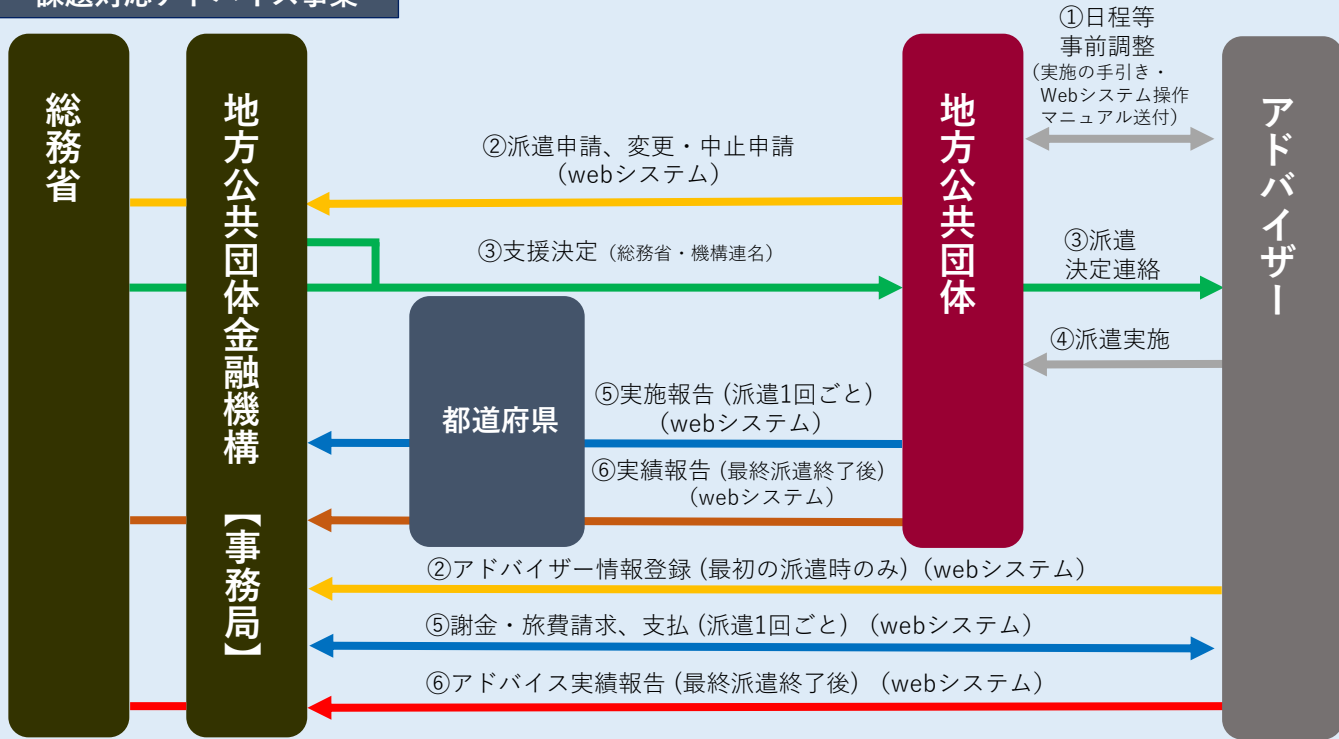 課題対応アドバイス事業
総務省
地方公共団体金融機構【事務局】
地方公共団体
アドバイザー
①日程等
事前調整
(実施の手引き・
Webシステム操作
マニュアル送付)
②派遣申請、変更・中止申請
(webシステム)
③支援決定 (総務省・機構連名)
③派遣
決定連絡
④派遣実施
都道府県
⑤実施報告 (派遣1回ごと)
(webシステム)
⑥実績報告 (最終派遣終了後)
(webシステム)
②アドバイザー情報登録 (最初の派遣時のみ) (webシステム)
⑤謝金・旅費請求、支払 (派遣1回ごと) (webシステム)
⑥アドバイス実績報告 (最終派遣終了後) (webシステム)